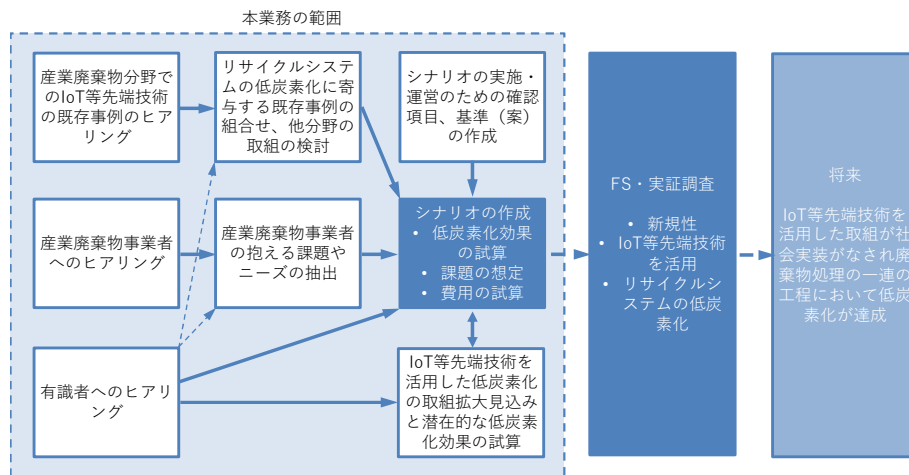 本業務の範囲
産業廃棄物分野で
のIoT等先端技術
の既存事例のヒア
リング
リサイクルシステ
ムの低炭素化に寄
与する既存事例の
組合せ、他分野の
取組の検討
シナリオの実施・
運営のための確認
項目、基準（案）
の作成
産業廃棄物事業者
へのヒアリング
産業廃棄物事業者
の抱える課題や
ニーズの抽出
シナリオの作成
• 低炭素化効果
の試算
• 課題の想定
• 費用の試算
有識者へのヒアリ
ング
IoT等先端技術を
活用した低炭素化
の取組拡大見込み
と潜在的な低炭素
化効果の試算
FS・実証調査
• 新規性
• IoT等先端技術
を活用
• リサイクルシ
ステムの低炭
素化
将来
IoT等先端技術を
活用した取組が社
会実装がなされ廃
棄物処理の一連の
工程において低炭
素化が達成